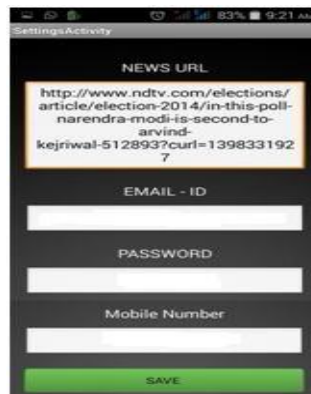 83% 9:21 AM
SettingsActivity
NEWS URL
http://www.ndtv.com/elections/
article/election-2014/in-this-poll-
narendra-modi-is-second-to-
arvind-
kejriwal-512893?curl=139833192
7
EMAIL - ID
PASSWORD
Mobile Number
SAVE